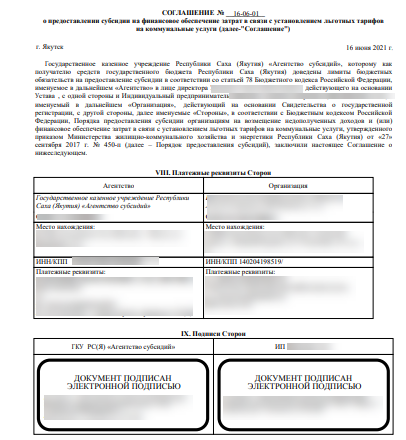 СОГЛАШЕНИЕ № 16-06-01
о предоставлении субсидии на финансовое обеспечение затрат в связи с установлением льготных тарифов
на коммунальные услуги (далее-"Соглашение")
г. Якутск 16 июня 2021 г.
Государственное казенное учреждение Республики Саха (Якутия) «Агентство субсидий», которому как
получателю средств государственного бюджета Республики Саха (Якутия) доведены лимиты бюджетных
обязательств на предоставление субсидии в соответствии со статьей 78 Бюджетного кодекса Российской Федерации,
именуемое в дальнейшем «Агентство» в лице директора действующего на основании
Устава , с одной стороны и Индивидуальный предприниматель
именуемый в дальнейшем «Организация», действующий на основании Свидетельства о государственной
регистрации, с другой стороны, далее именуемые «Стороны», в соответствии с Бюджетным кодексом Российской
Федерации, Порядка предоставления субсидии организациям на возмещение недополученных доходов и (или)
финансовое обеспечение затрат в связи с установлением льготных тарифов на коммунальные услуги, утвержденного
приказом Министерства жилищно-коммунального хозяйства и энергетики Республики Саха (Якутия) от «27»
сентября 2017 г. № 450-п (далее – Порядок предоставления субсидий), заключили настоящее Соглашение о
нижеследующем.
VIII. Платежные реквизиты Сторон
Агентство Организация
Государственное казенное учреждение Республики
Саха (Якутия) «Агентство субсидий»
Место нахождения: Место нахождения:
ИНН/КПП ИНН/КПП 140204198519/
Платежные реквизиты: Платежные реквизиты:
IX. Подписи Сторон
ГКУ РС(Я) «Агентство субсидий» ИП
ДОКУМЕНТ ПОДПИСАН ДОКУМЕНТ ПОДПИСАН
ЭЛЕКТРОННОЙ ПОДПИСЬЮ ЭЛЕКТРОННОЙ ПОДПИСЬЮ